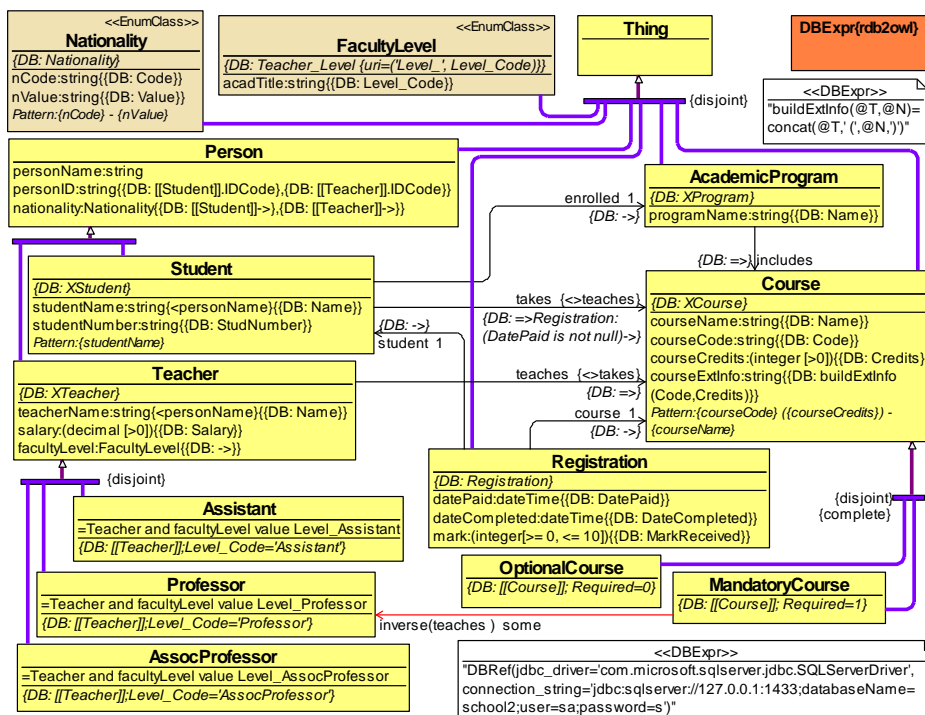 <<EnumClass>>
Nationality
{DB: Nationality}
nCode:string{{DB: Code}}
nValue:string{{DB: Value}}
Pattern:{nCode} - {nValue}
<<EnumClass>>
FacultyLevel
{DB: Teacher_Level {uri=('Level_', Level_Code)}}
acadTitle:string{{DB: Level_Code}}
Thing
{disjoint}
DBExpr{rdb2owl}
<<DBExpr>>
"buildExtInfo(@T,@N)=
concat(@T,' (',@N,')')"
Person
personName:string
personID:string{{DB: [[Student]].IDCode},{DB: [[Teacher]].IDCode}
nationality:Nationality{{DB: [[Student]]->},{DB: [[Teacher]]->}}
enrolled 1
{DB: ->}
AcademicProgram
{DB: XProgram}
programName:string{{DB: Name}}
{DB: =>} includes
Student
{DB: XStudent}
studentName:string{<personName}{{DB: Name}}
studentNumber:string{{DB: StudNumber}}
Pattern:{studentName}
takes {<>teaches}
{DB: =>Registration:
(DatePaid is not null)->}
{DB: ->}
student 1
Course
{DB: XCourse}
courseName:string{{DB: Name}}
courseCode:string{{DB: Code}}
courseCredits:(integer [>0]){{DB: Credits}
courseExtInfo:string{{DB: buildExtInfo
(Code,Credits)}}
Pattern:{courseCode} ({courseCredits}) -
{courseName}
Teacher
{DB: XTeacher}
teacherName:string{<personName}{{DB: Name}}
salary:(decimal [>0]){{DB: Salary}}
facultyLevel:FacultyLevel{{DB: ->}}
teaches {<>takes}
{DB: =>}
course 1
{DB: ->}
Registration
{DB: Registration}
datePaid:dateTime{{DB: DatePaid}}
dateCompleted:dateTime{{DB: DateCompleted}}
mark:(integer[>= 0, <= 10]){{DB: MarkReceived}}
{disjoint}
{disjoint}
{complete}
Assistant
=Teacher and facultyLevel value Level_Assistant
{DB: [[Teacher]];Level_Code='Assistant'}
OptionalCourse
{DB: [[Course]]; Required=0}
MandatoryCourse
{DB: [[Course]]; Required=1}
Professor
=Teacher and facultyLevel value Level_Professor
{DB: [[Teacher]];Level_Code='Professor'}
inverse(teaches ) some
AssocProfessor
=Teacher and facultyLevel value Level_AssocProfessor
{DB: [[Teacher]];Level_Code='AssocProfessor'}
<<DBExpr>>
"DBRef(jdbc_driver='com.microsoft.sqlserver.jdbc.SQLServerDriver',
connection_string='jdbc:sqlserver://127.0.0.1:1433;databaseName=
school2;user=sa;password=s')"